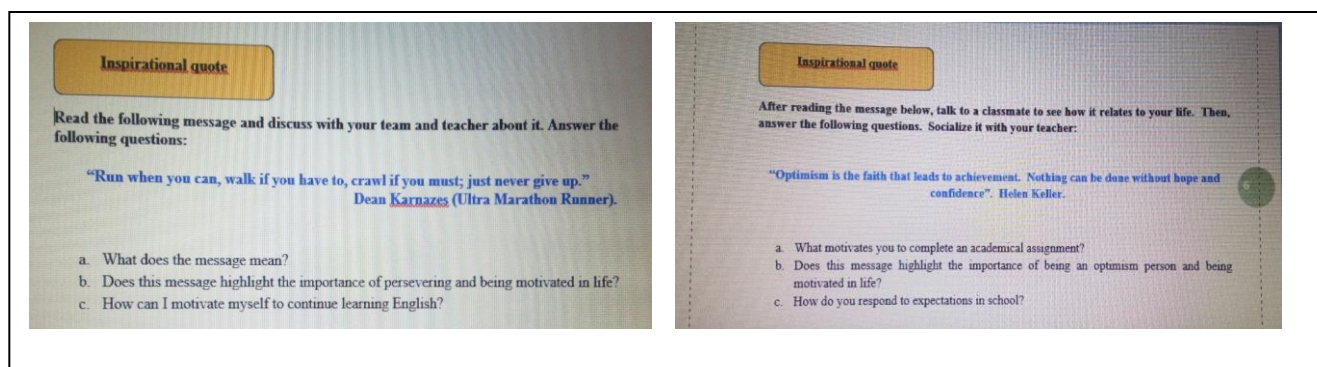 Inspirational quote
Read the following message and discuss with your team and teacher about it. Answer the
following questions:
“Run when you can, walk if you have to, crawl if you must; just never give up.”
Dean Karnazes (Ultra Marathon Runner).
a. What does the message mean?
b. Does this message highlight the importance of persevering and being motivated in life?
c. How can I motivate myself to continue learning English?
Inspirational quote
After reading the message below, talk to a classmate to see how it relates to your life. Then,
answer the following questions. Socialize it with your teacher:
"Optimism is the faith that leads to achievement. Nothing can be done without hope and
confidence". Helen Keller.
a. What motivates you to complete an academical assignment?
b. Does this message highlight the importance of being an optimism person and being
motivated in life?
c. How do you respond to expectations in school?